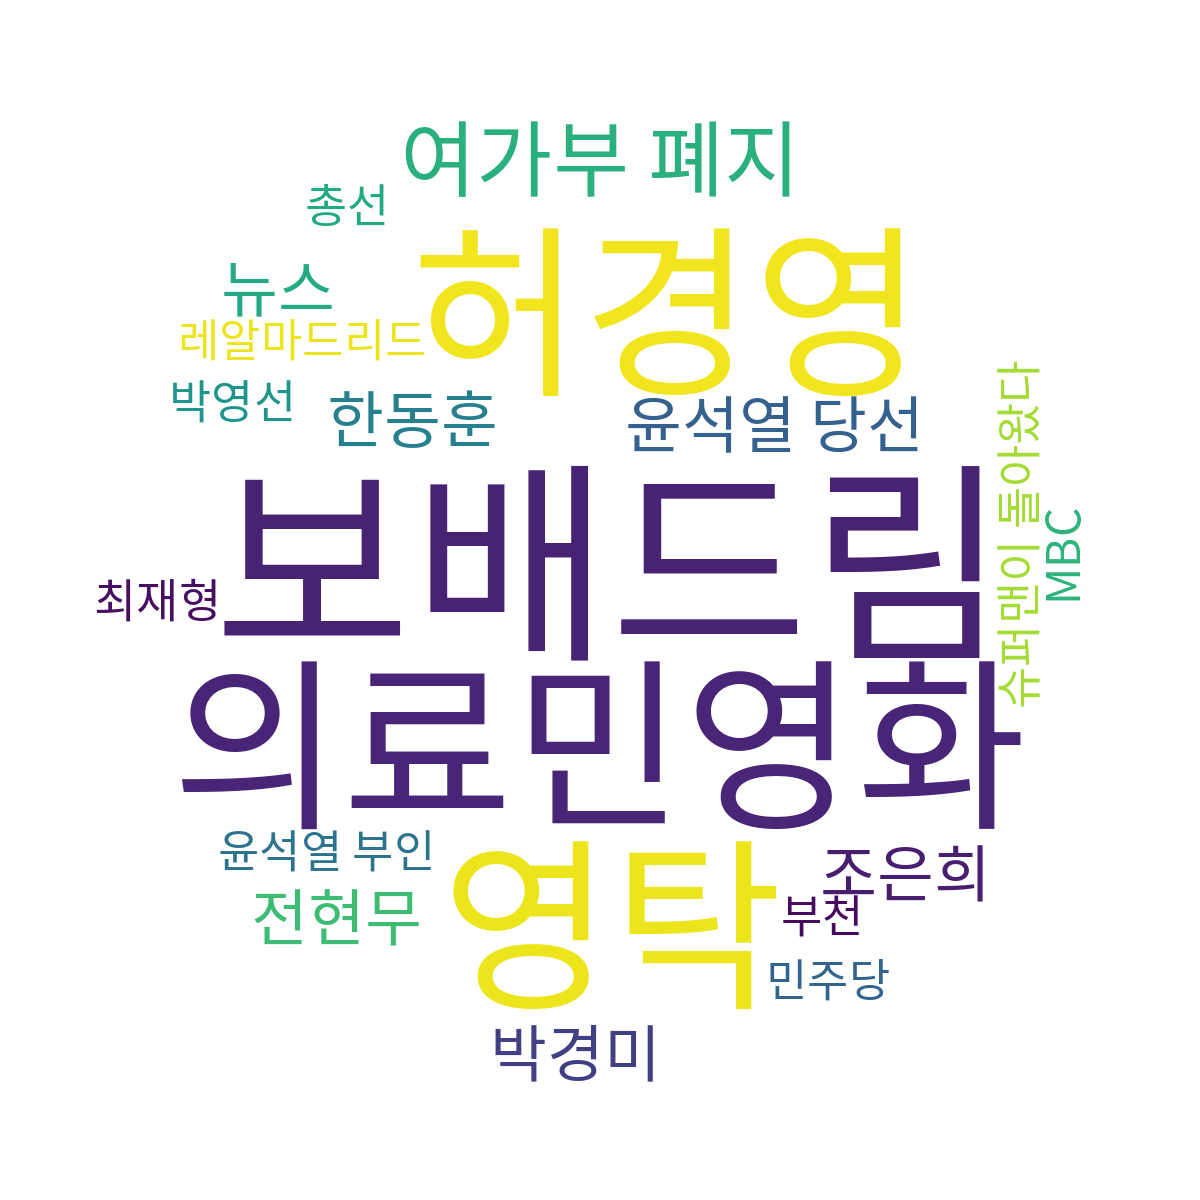 여가부 폐지
총선
허경영
뉴스
레알마드리드
박영선
한동훈
윤석열 당선
슈퍼맨이 돌아왔다
MBC
보배드림
최재형
의료민영화
윤석열 부인
영탁
조은희
전현무
부천
민주당
박경미